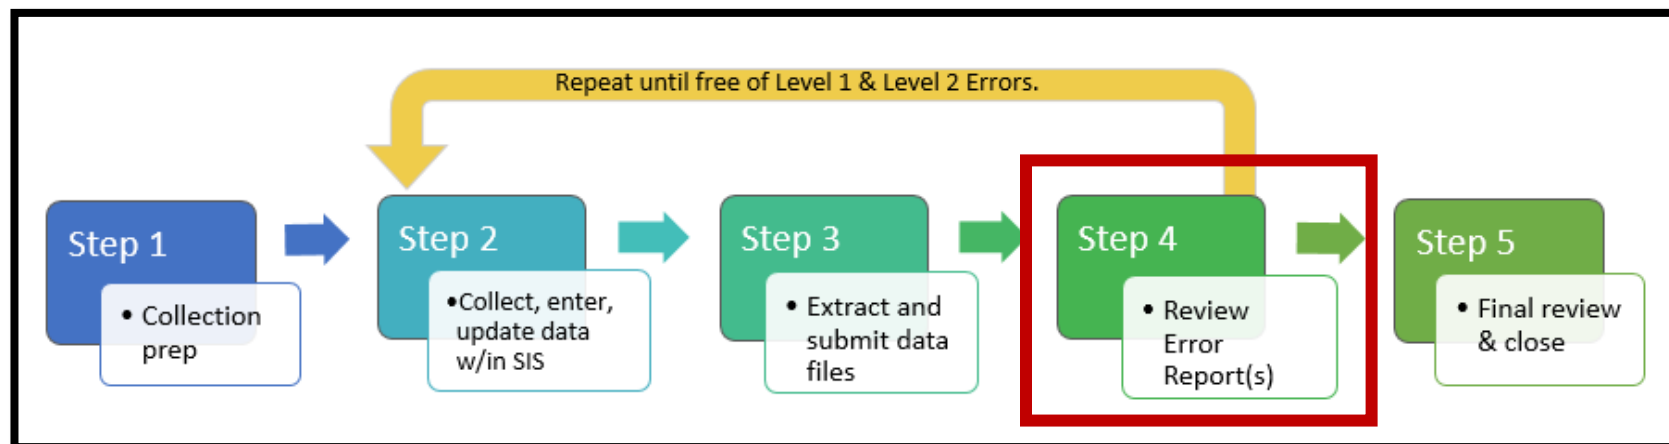 Repeat until free of Level 1 & Level 2 Errors.
Step 1
• Collection
prep
Step 2
•Collect, enter,
update data
w/in SIS
Step 3
• Extract and
submit data
files
Step 4
• Review
Error
Report(s)
Step 5
• Final review
& close